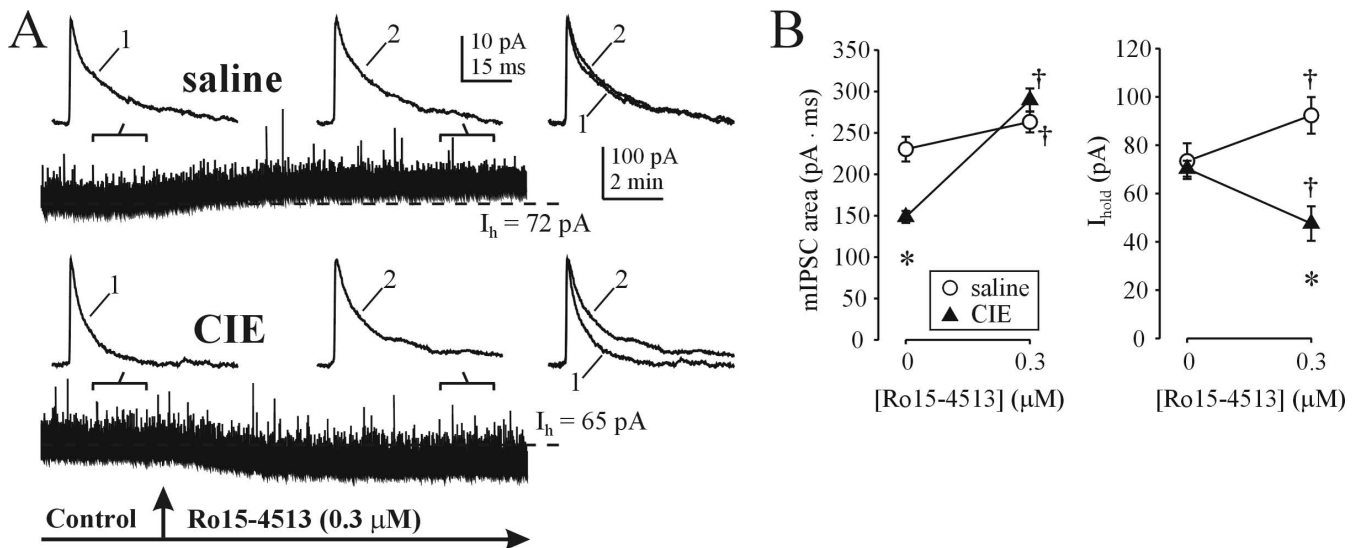 A
1
saline
2
10 pA
15 ms
2
1
100 pA
2 min
I_h = 72 pA
1
CIE
2
2
1
I_h = 65 pA
Control
Ro15-4513 (0.3 µM)
B
mIPSC area (pA · ms)
350
300
250
200
150
100
50
0
†
†
*
saline
CIE
0
0.3
[Ro15-4513] (µM)
I_hold (pA)
120
100
80
60
40
20
0
†
†
*
0
0.3
[Ro15-4513] (µM)